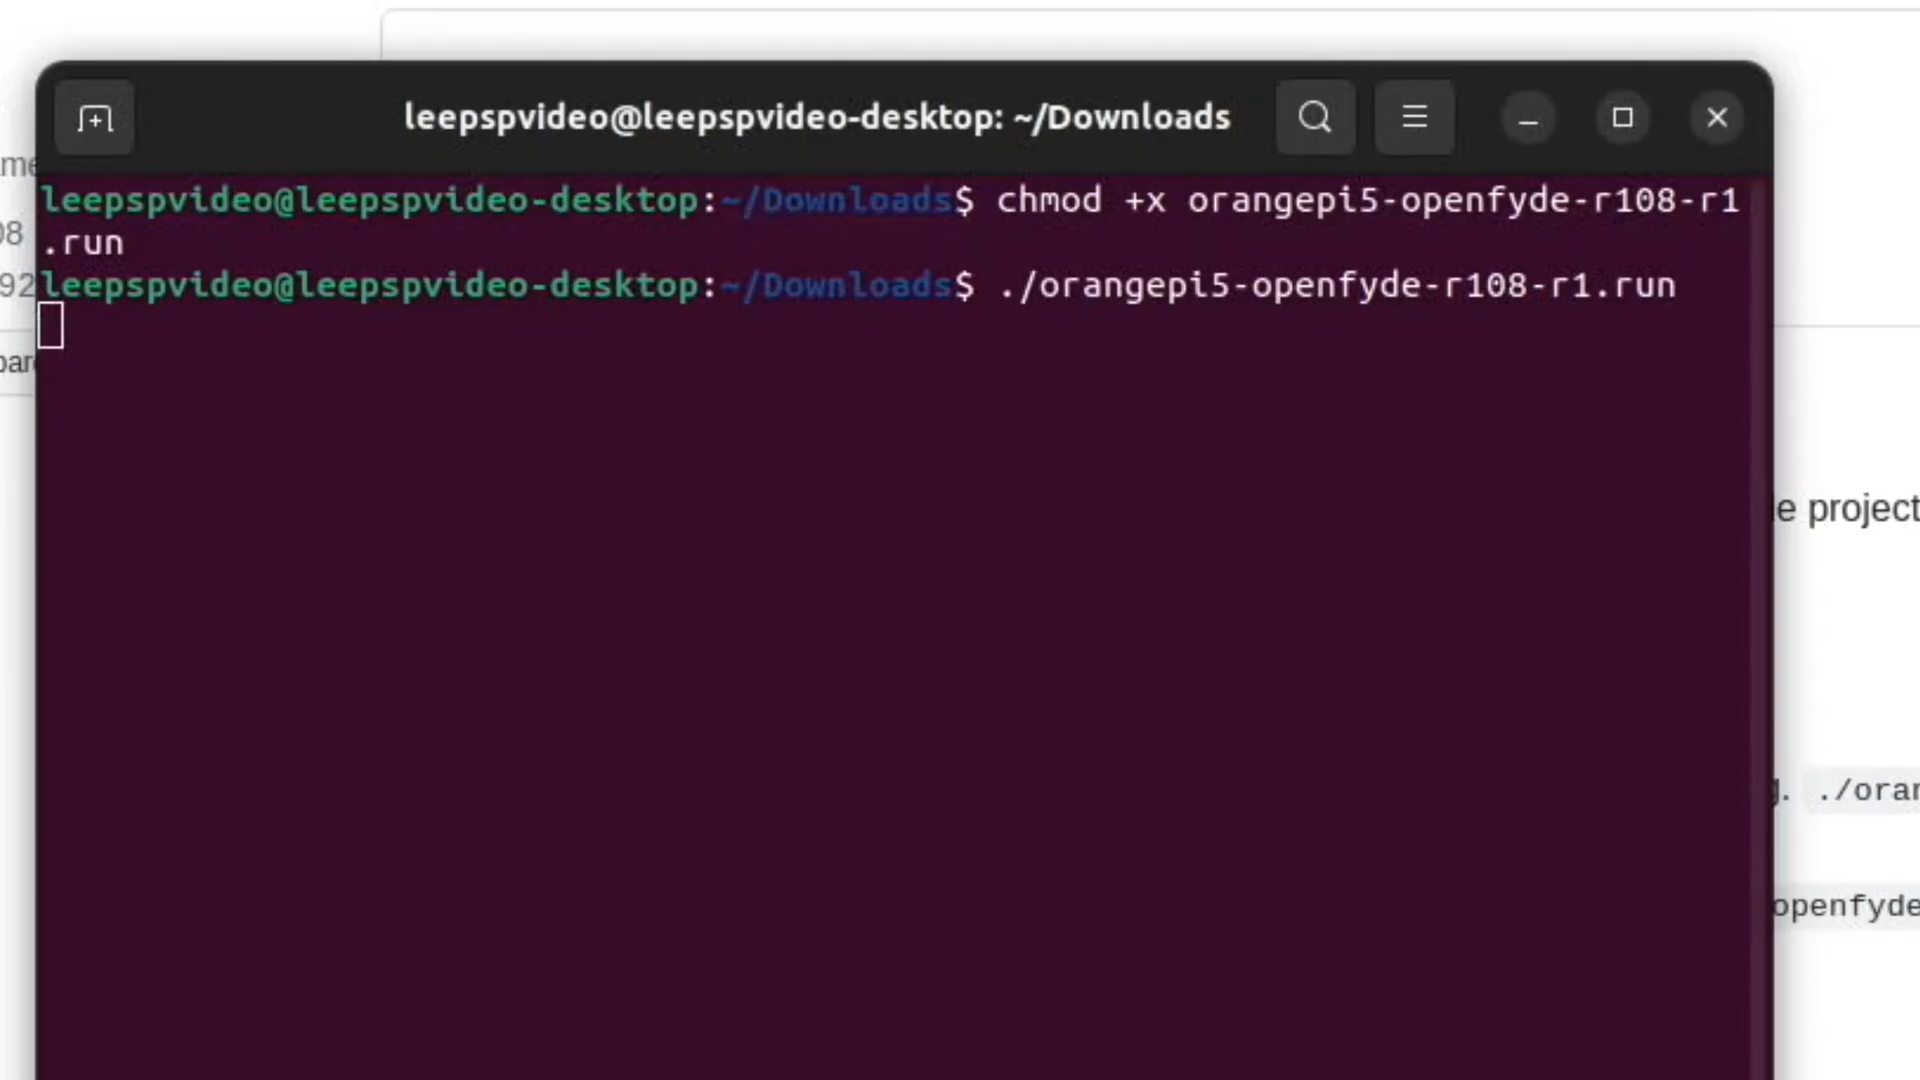 leepspvideo@leepspvideo-desktop: ~/Downloads
leepspvideo@leepspvideo-desktop:~/Downloads$ chmod +x orangepi5-openfyde-r108-r1
.run
leepspvideo@leepspvideo-desktop:~/Downloads$ ./orangepi5-openfyde-r108-r1.run
92
project
./oran
openfyde